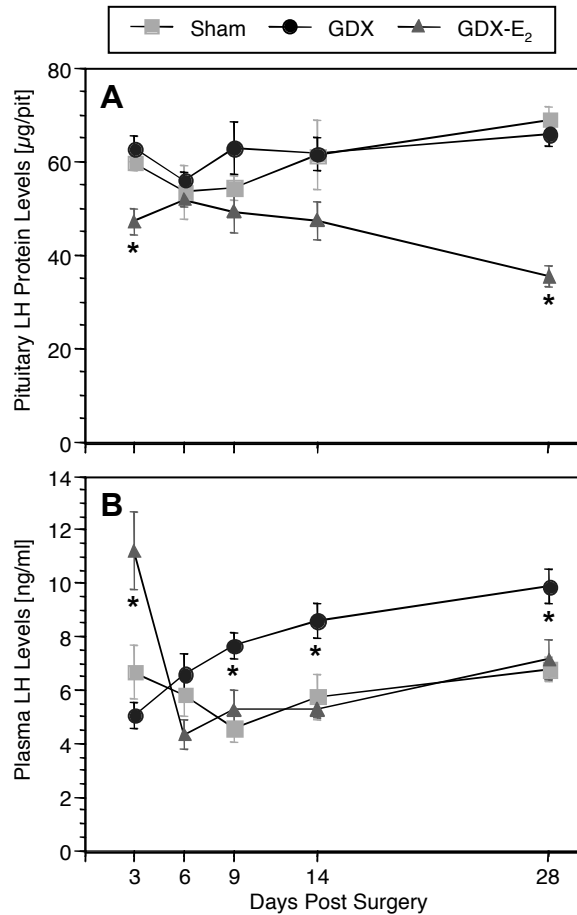 Sham GDX GDX-E₂
A
Pituitary LH Protein Levels [µg/pit]
80
60
40
20
0
*
*
B
Plasma LH Levels [ng/ml]
14
12
10
8
6
4
2
0
*
*
*
*
3 6 9 14 28
Days Post Surgery